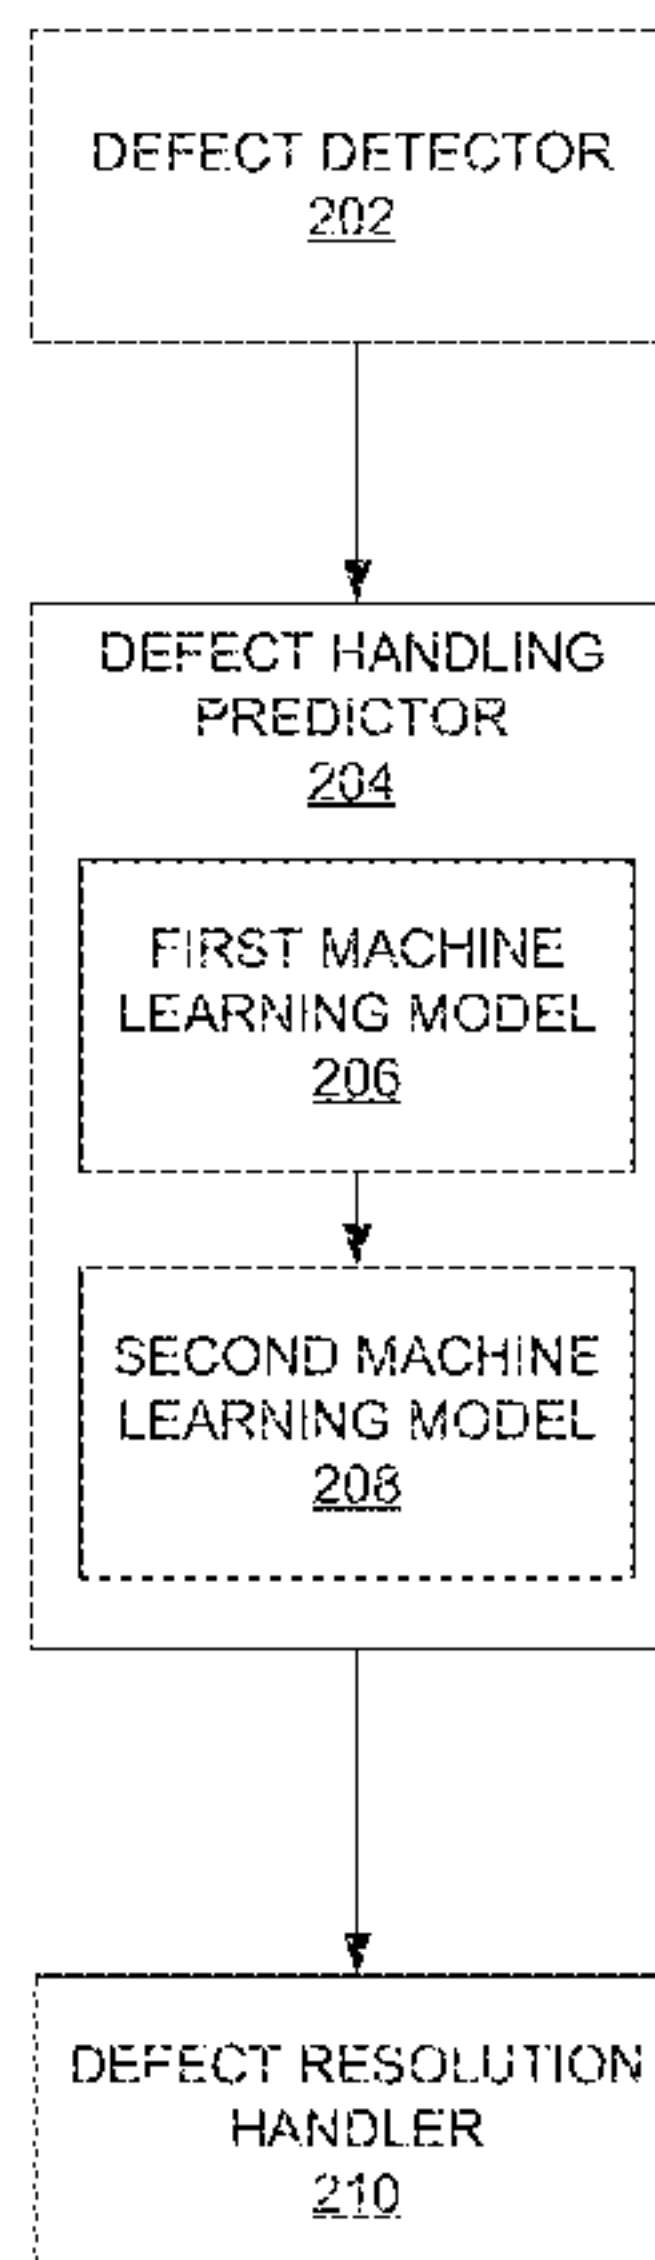 DEFECT DETECTOR
202
DEFECT HANDLING
PREDICTOR
204
FIRST MACHINE
LEARNING MODEL
206
SECOND MACHINE
LEARNING MODEL
208
DEFECT RESOLUTION
HANDLER
210